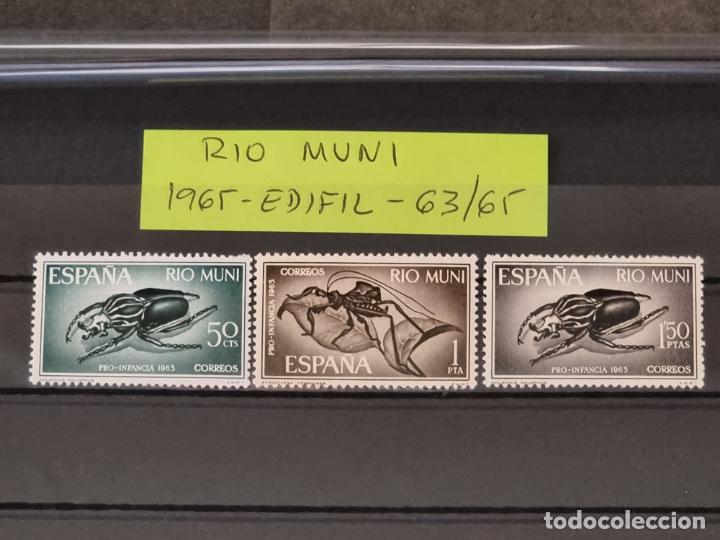 RIO MUNI
1965-EDIFIL-63/65
ESPAÑA RIO MUNI
50
CTS
PRO-INFANCIA 1965 CORREOS
CORREOS RIO MUNI
PRO-INFANCIA 1965
ESPAÑA 1
PTA
ESPAÑA RIO MUNI
1'50
PTAS
PRO-INFANCIA 1965 CORREOS
todocoleccion